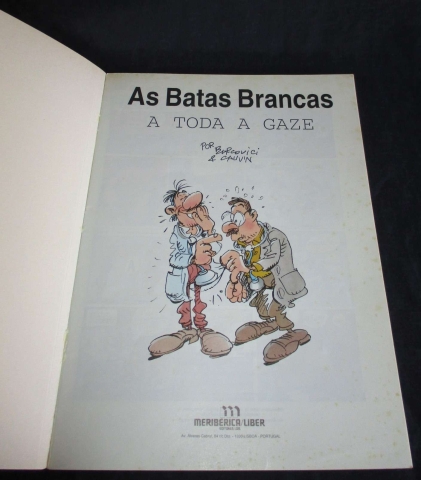 As Batas Brancas
A TODA A GAZE
POR BERCOVICI
& CAUVIN
MERIBÉRICA/LIBER